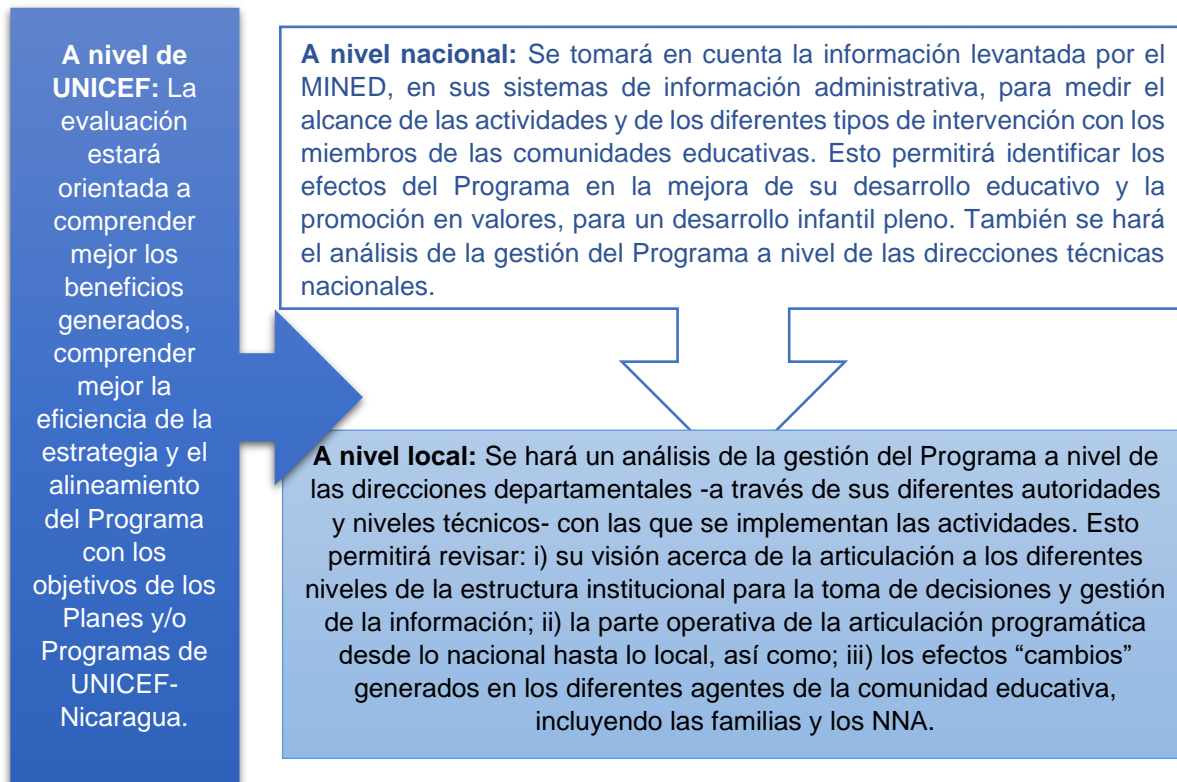 A nivel de
UNICEF: La
evaluación
estará
orientada a
comprender
mejor los
beneficios
generados,
comprender
mejor la
eficiencia de la
estrategia y el
alineamiento
del Programa
con los
objetivos de los
Planes y/o
Programas de
UNICEF-
Nicaragua.
A nivel nacional: Se tomará en cuenta la información levantada por el
MINED, en sus sistemas de información administrativa, para medir el
alcance de las actividades y de los diferentes tipos de intervención con los
miembros de las comunidades educativas. Esto permitirá identificar los
efectos del Programa en la mejora de su desarrollo educativo y la
promoción en valores, para un desarrollo infantil pleno. También se hará
el análisis de la gestión del Programa a nivel de las direcciones técnicas
nacionales.
A nivel local: Se hará un análisis de la gestión del Programa a nivel de
las direcciones departamentales -a través de sus diferentes autoridades
y niveles técnicos- con las que se implementan las actividades. Esto
permitirá revisar: i) su visión acerca de la articulación a los diferentes
niveles de la estructura institucional para la toma de decisiones y gestión
de la información; ii) la parte operativa de la articulación programática
desde lo nacional hasta lo local, así como; iii) los efectos “cambios”
generados en los diferentes agentes de la comunidad educativa,
incluyendo las familias y los NNA.